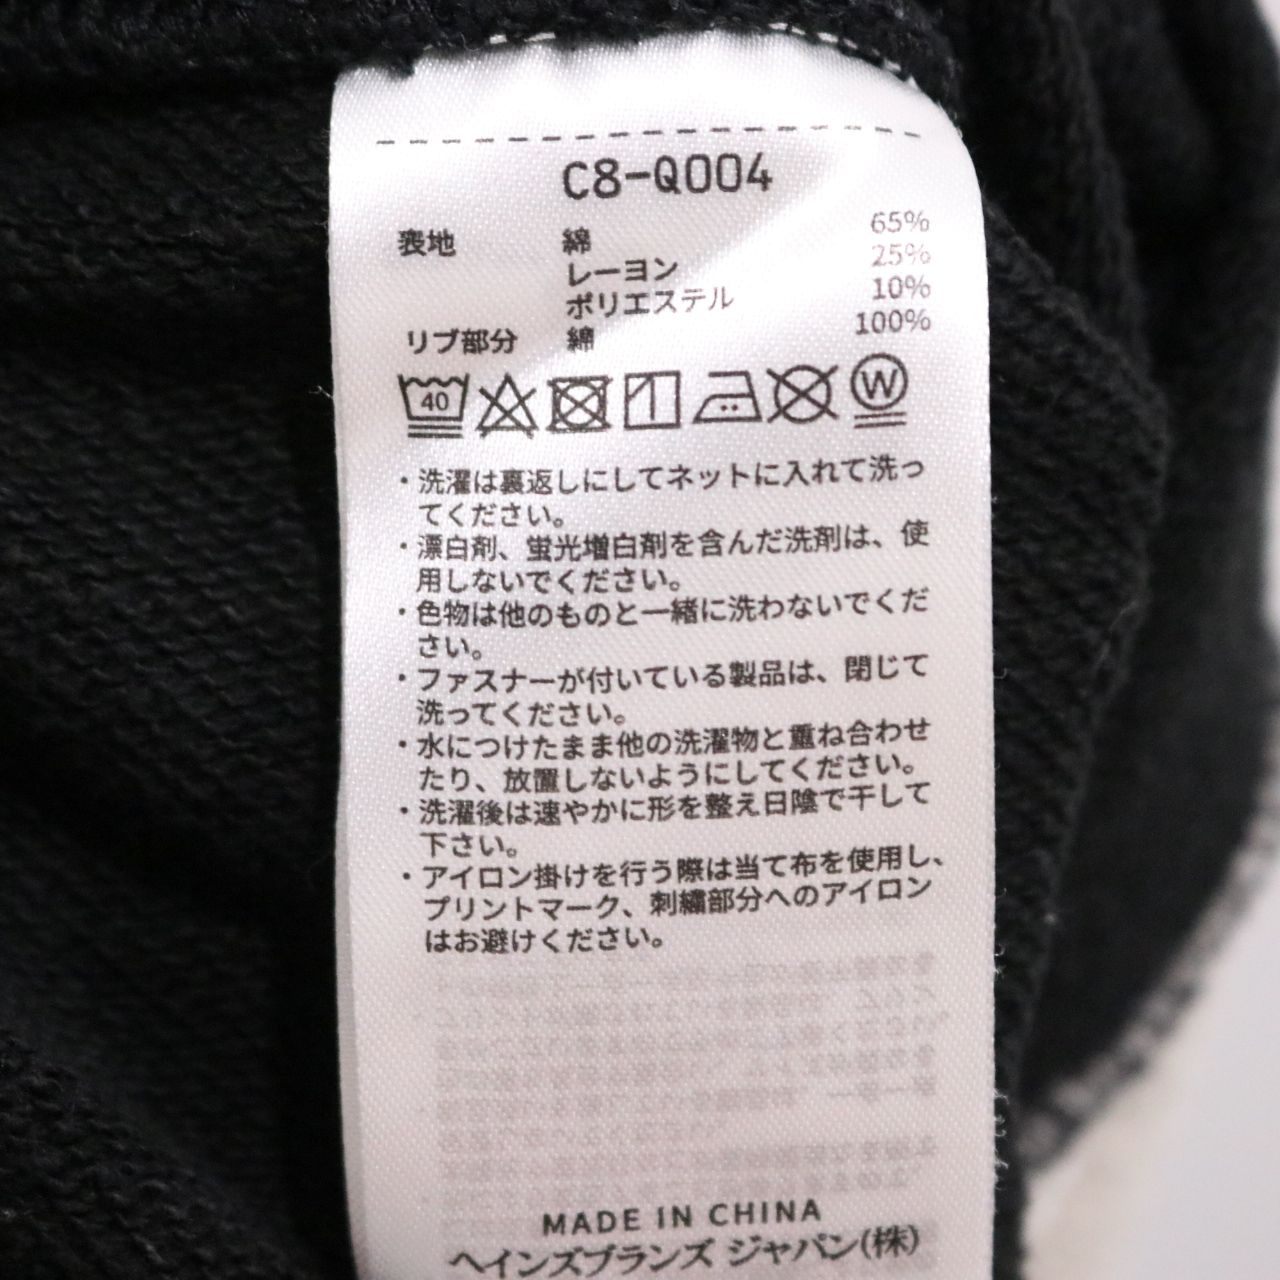 C8-Q004
表地 綿 65%
レーヨン 25%
ポリエステル 10%
リブ部分 綿 100%
40 W
・洗濯は裏返しにしてネットに入れて洗っ
てください。
・漂白剤、蛍光増白剤を含んだ洗剤は、使
用しないでください。
・色物は他のものと一緒に洗わないでくだ
さい。
・ファスナーが付いている製品は、閉じて
洗ってください。
・水につけたまま他の洗濯物と重ね合わせ
たり、放置しないようにしてください。
・洗濯後は速やかに形を整え日陰で干して
下さい。
・アイロン掛けを行う際は当て布を使用し、
プリントマーク、刺繍部分へのアイロン
はお避けください。
MADE IN CHINA
ヘインズブランズ ジャパン(株)